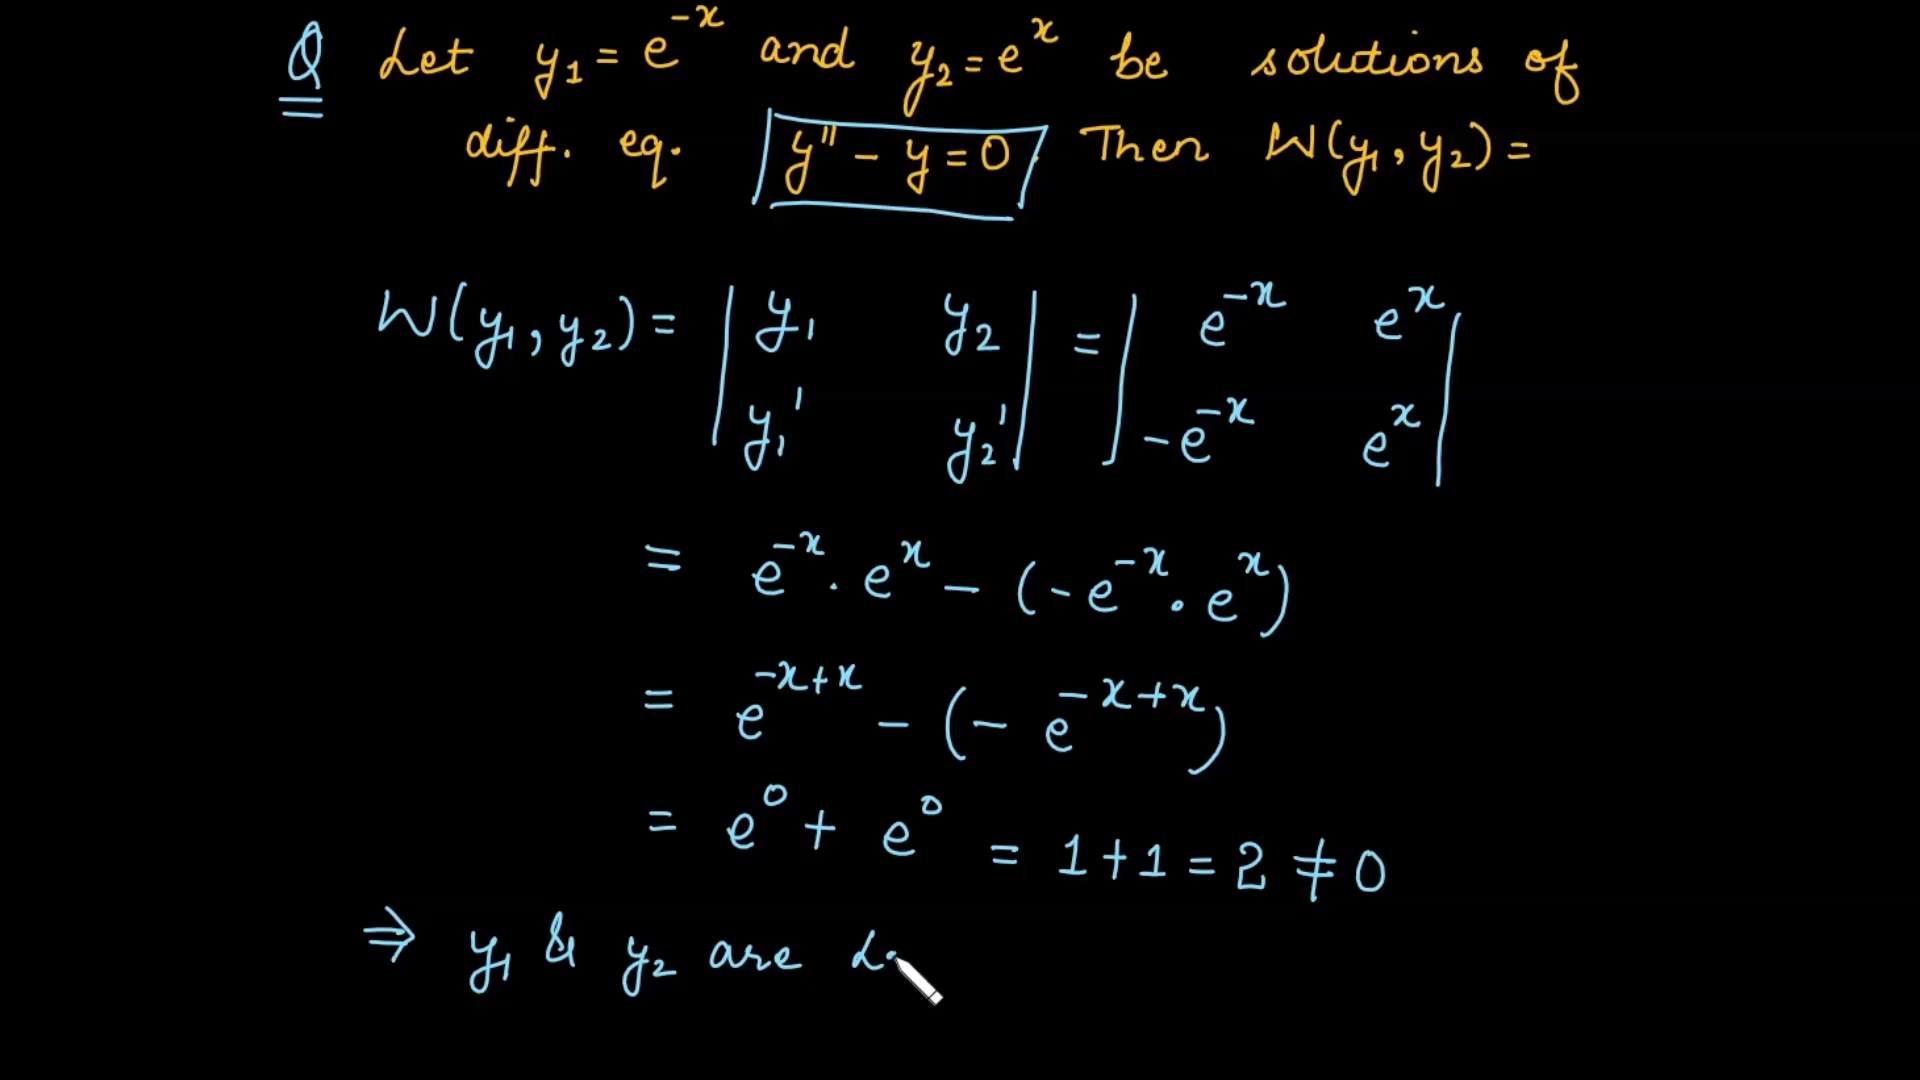 Q Let y₁ = e⁻ˣ and y₂ = eˣ be solutions of
diff. eq. y'' - y = 0 Then W(y₁, y₂) =
W(y₁, y₂) = | y₁ y₂ | = | e⁻ˣ eˣ |
| y₁' y₂' | | -e⁻ˣ eˣ |
= e⁻ˣ . eˣ - (-e⁻ˣ . eˣ)
= e⁻ˣ⁺ˣ - (- e⁻ˣ⁺ˣ)
= e⁰ + e⁰ = 1 + 1 = 2 ≠ 0
⇒ y₁ & y₂ are L.